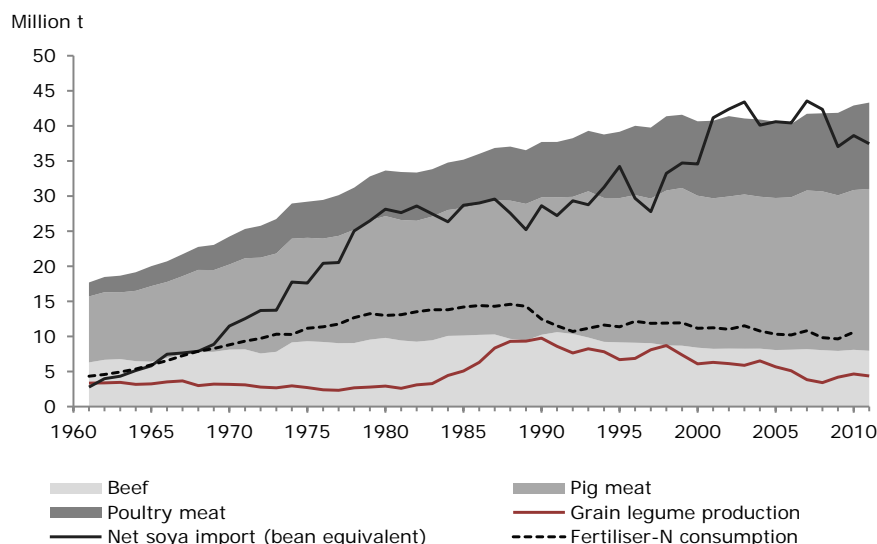 Million t
50
45
40
35
30
25
20
15
10
5
0
1960 1965 1970 1975 1980 1985 1990 1995 2000 2005 2010
Beef Pig meat
Poultry meat Grain legume production
Net soya import (bean equivalent) Fertiliser-N consumption